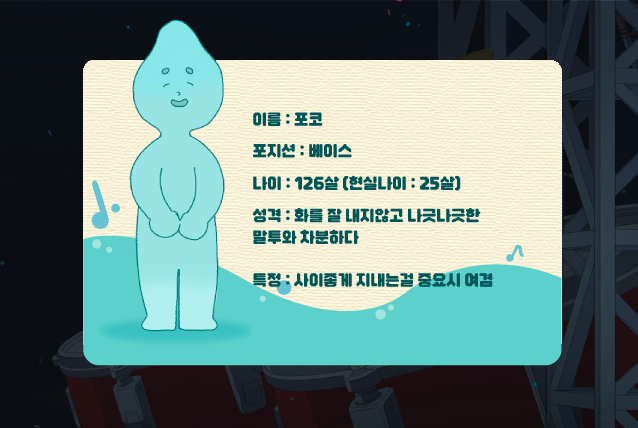 이름 : 포코
포지션 : 베이스
나이 : 126살 (현실나이 : 25살)
성격 : 화를 잘 내지않고 나긋나긋한
말투와 차분하다
특징 : 사이좋게 지내는걸 중요시 여겸